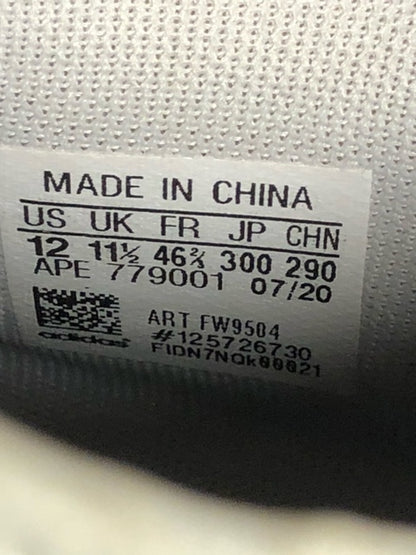 MADE IN CHINA
US UK FR JP CHN
12 11½ 46⅔ 300 290
APE 779001 07/20
ART FW9504
#125726730
adidas